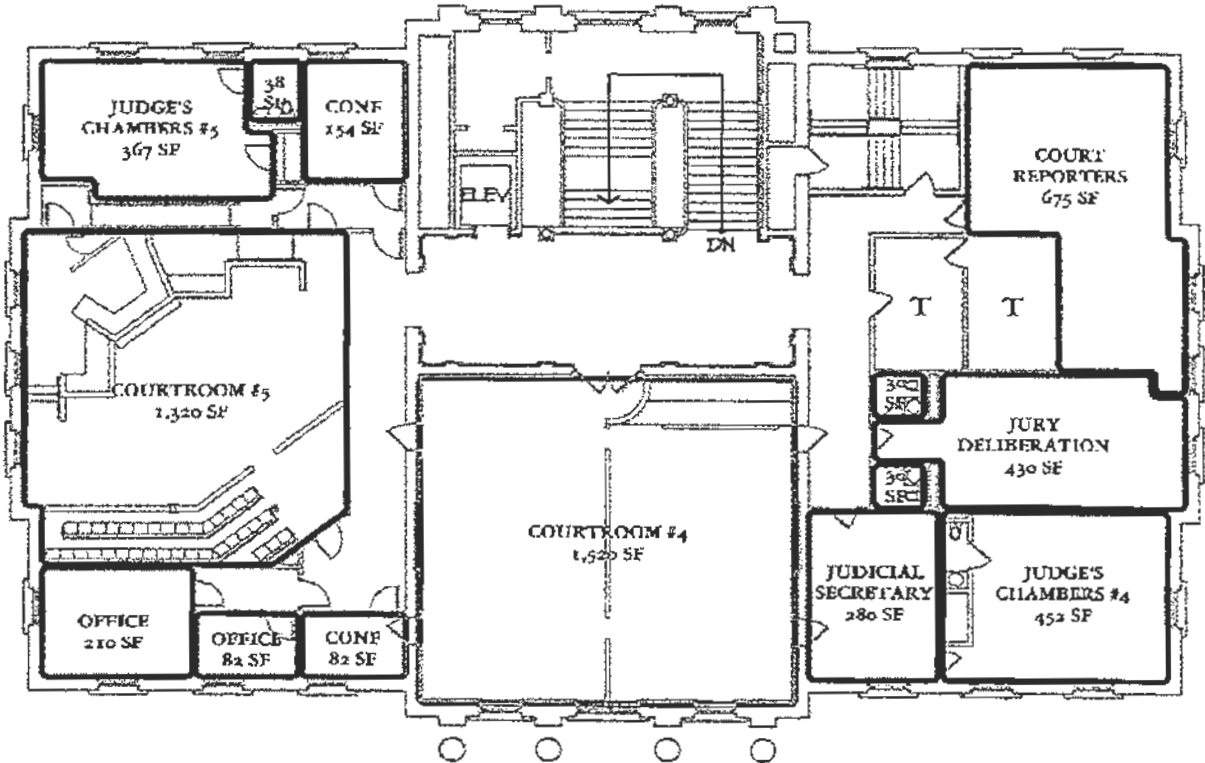 JUDGE'S
CHAMBERS #5
367 SF
38
SF
CONF
154 SF
ELEV
DN
COURT
REPORTERS
675 SF
T
T
COURTROOM #5
1,320 SF
39
SF
JURY
DELIBERATION
430 SF
39
SF
COURTROOM #4
1,520 SF
JUDICIAL
SECRETARY
280 SF
JUDGE'S
CHAMBERS #4
452 SF
OFFICE
210 SF
OFFICE
82 SF
CONF
82 SF